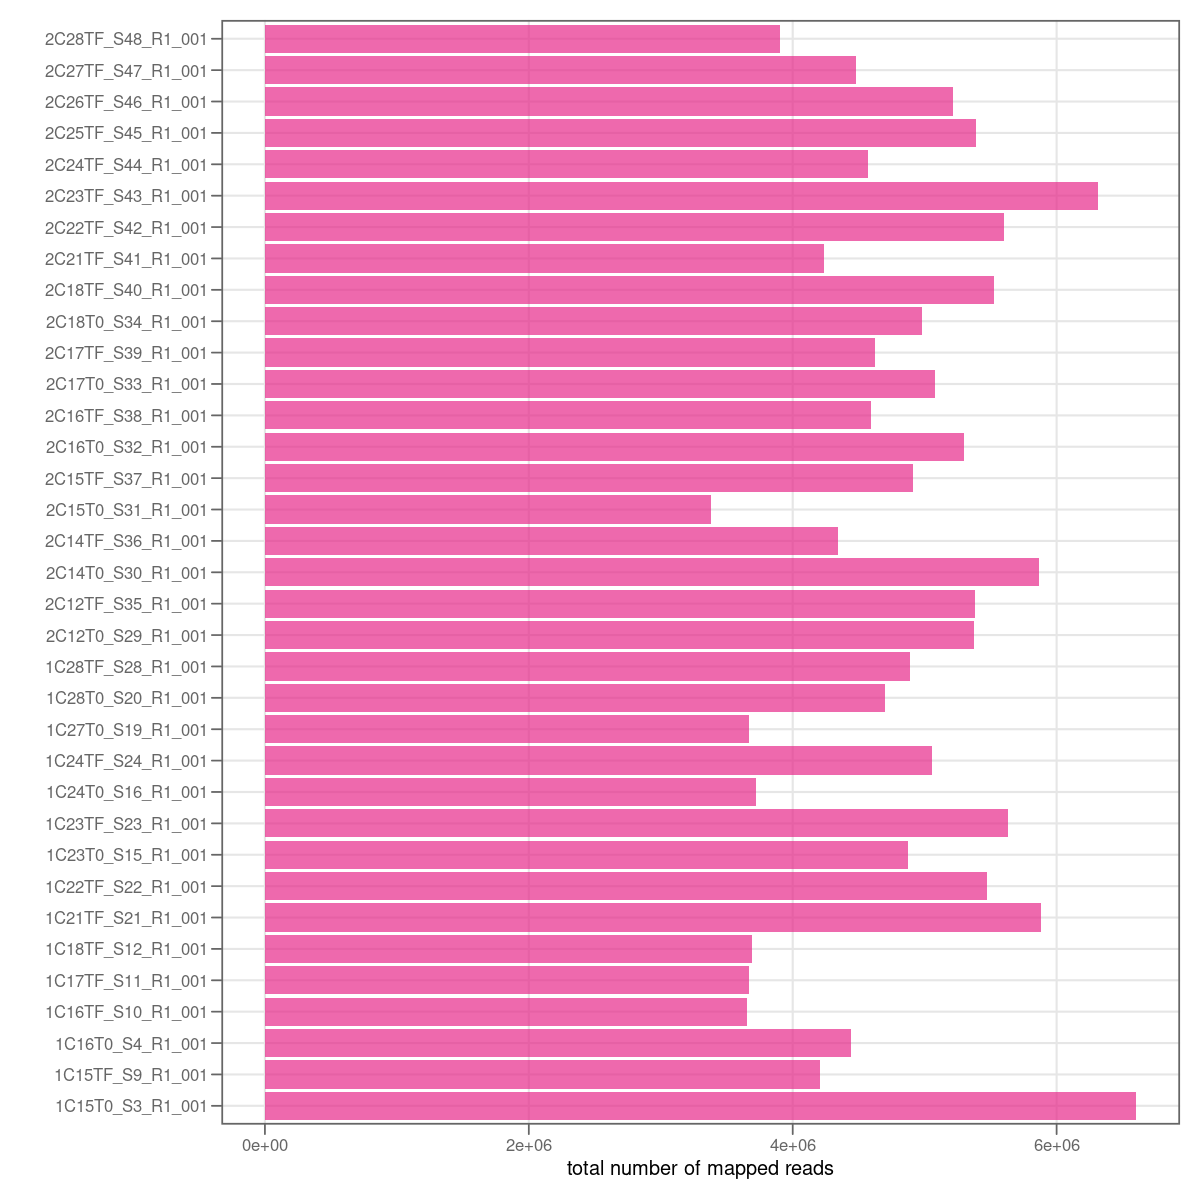 2C28TF_S48_R1_001
2C27TF_S47_R1_001
2C26TF_S46_R1_001
2C25TF_S45_R1_001
2C24TF_S44_R1_001
2C23TF_S43_R1_001
2C22TF_S42_R1_001
2C21TF_S41_R1_001
2C18TF_S40_R1_001
2C18T0_S34_R1_001
2C17TF_S39_R1_001
2C17T0_S33_R1_001
2C16TF_S38_R1_001
2C16T0_S32_R1_001
2C15TF_S37_R1_001
2C15T0_S31_R1_001
2C14TF_S36_R1_001
2C14T0_S30_R1_001
2C12TF_S35_R1_001
2C12T0_S29_R1_001
1C28TF_S28_R1_001
1C28T0_S20_R1_001
1C27T0_S19_R1_001
1C24TF_S24_R1_001
1C24T0_S16_R1_001
1C23TF_S23_R1_001
1C23T0_S15_R1_001
1C22TF_S22_R1_001
1C21TF_S21_R1_001
1C18TF_S12_R1_001
1C17TF_S11_R1_001
1C16TF_S10_R1_001
1C16T0_S4_R1_001
1C15TF_S9_R1_001
1C15T0_S3_R1_001
0e+00 2e+06 4e+06 6e+06
total number of mapped reads